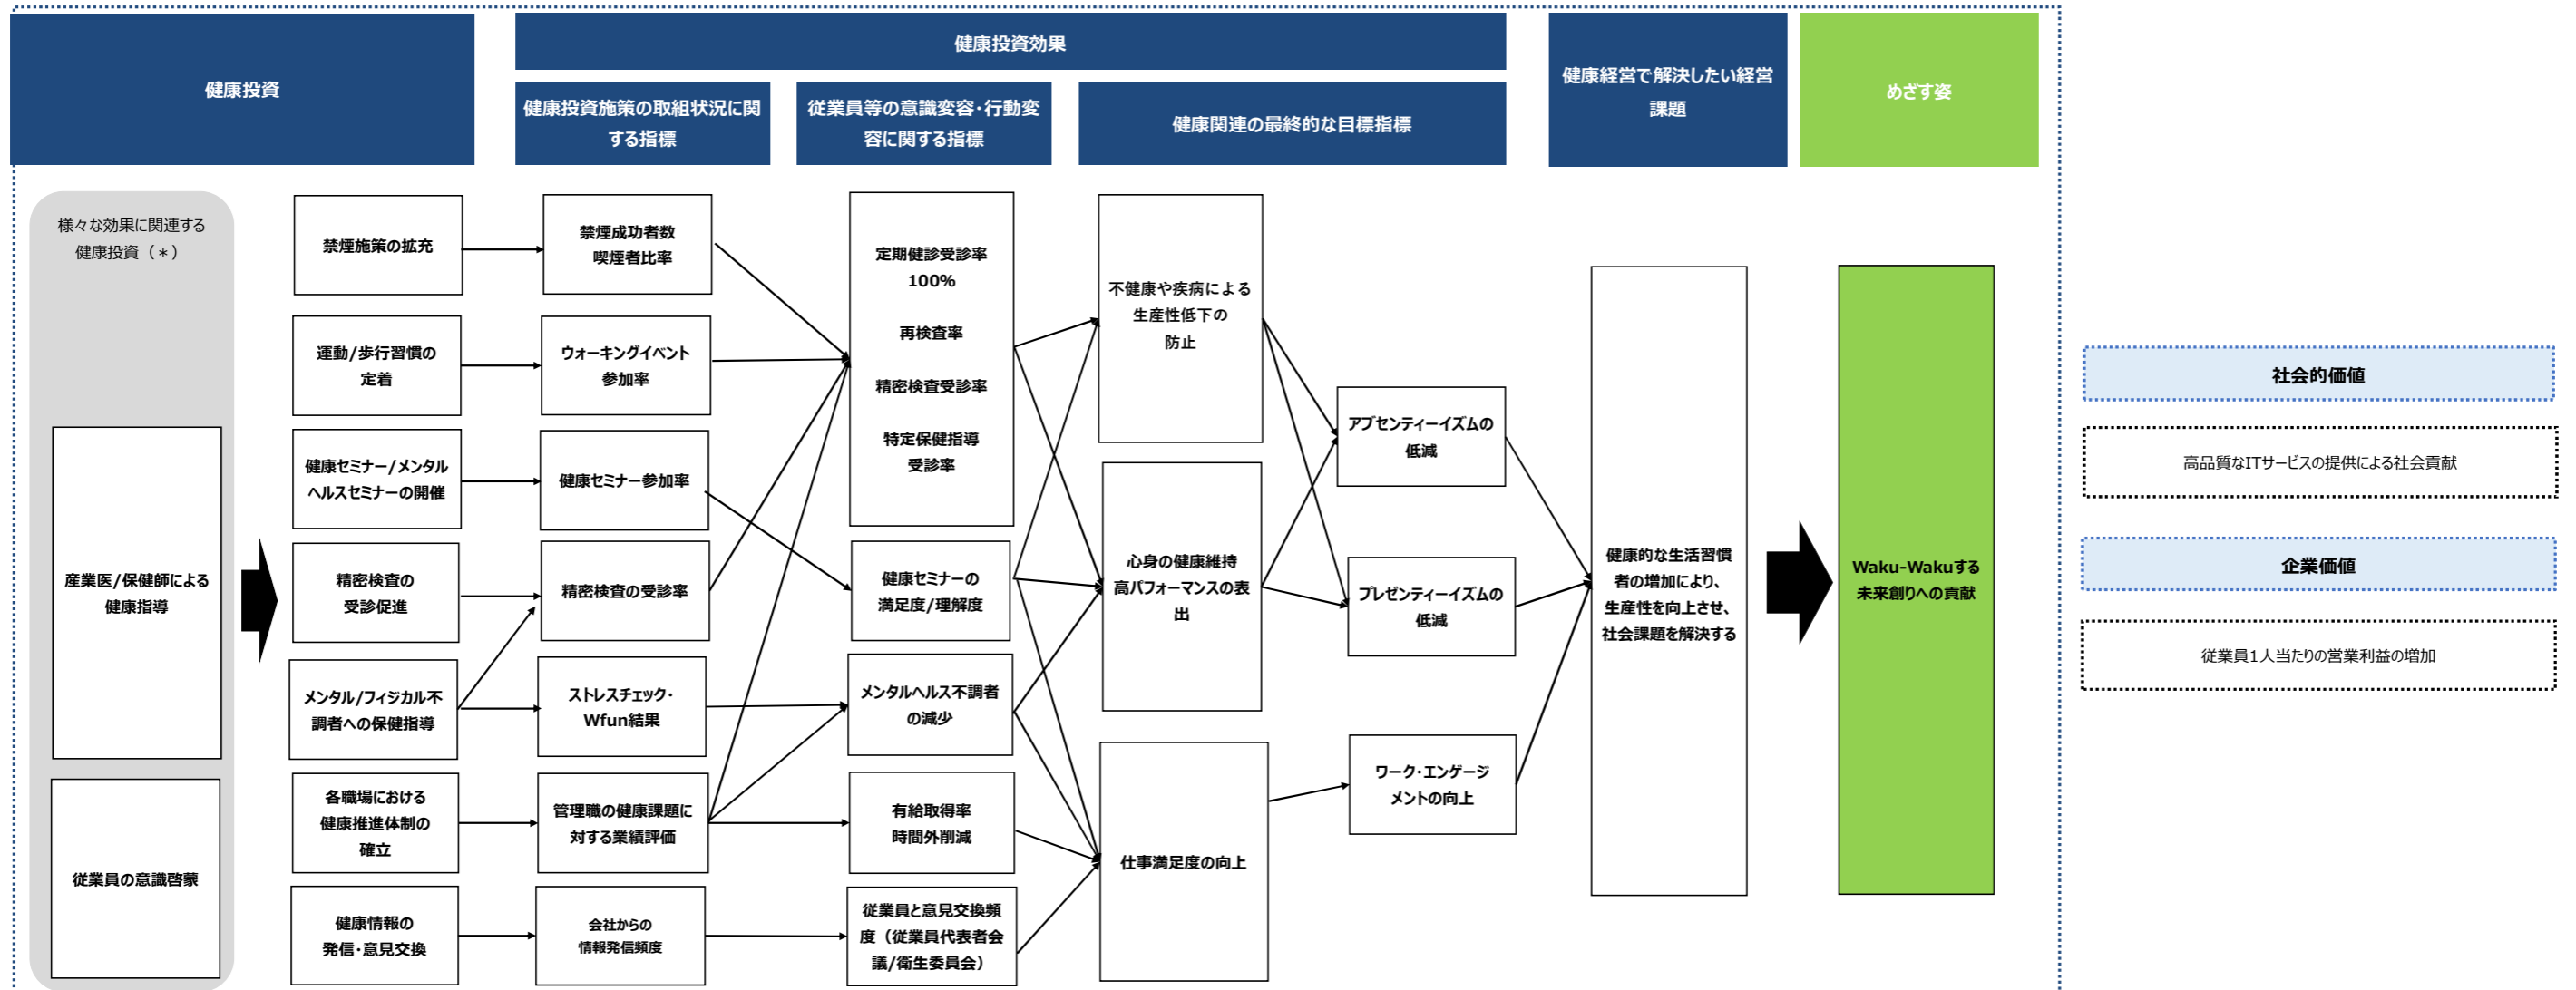 健康投資
健康投資効果
健康投資施策の取組状況に関
する指標
従業員等の意識変容・行動変
容に関する指標
健康関連の最終的な目標指標
健康経営で解決したい経営
課題
めざす姿
様々な効果に関連する
健康投資（＊）
産業医/保健師による
健康指導
従業員の意識啓蒙
禁煙施策の拡充
運動/歩行習慣の
定着
健康セミナー/メンタル
ヘルスセミナーの開催
精密検査の
受診促進
メンタル/フィジカル不
調者への保健指導
各職場における
健康推進体制の
確立
健康情報の
発信・意見交換
禁煙成功者数
喫煙者比率
ウォーキングイベント
参加率
健康セミナー参加率
精密検査の受診率
ストレスチェック・
Wfun結果
管理職の健康課題に
対する業績評価
会社からの
情報発信頻度
定期健診受診率
100%
再検査率
精密検査受診率
特定保健指導
受診率
健康セミナーの
満足度/理解度
メンタルヘルス不調者
の減少
有給取得率
時間外削減
従業員と意見交換頻
度（従業員代表者会
議/衛生委員会）
不健康や疾病による
生産性低下の
防止
心身の健康維持
高パフォーマンスの表
出
仕事満足度の向上
アブセンティーイズムの
低減
プレゼンティーイズムの
低減
ワーク・エンゲージ
メントの向上
健康的な生活習慣
者の増加により、
生産性を向上させ、
社会課題を解決する
Waku-Wakuする
未来創りへの貢献
社会的価値
高品質なITサービスの提供による社会貢献
企業価値
従業員1人当たりの営業利益の増加